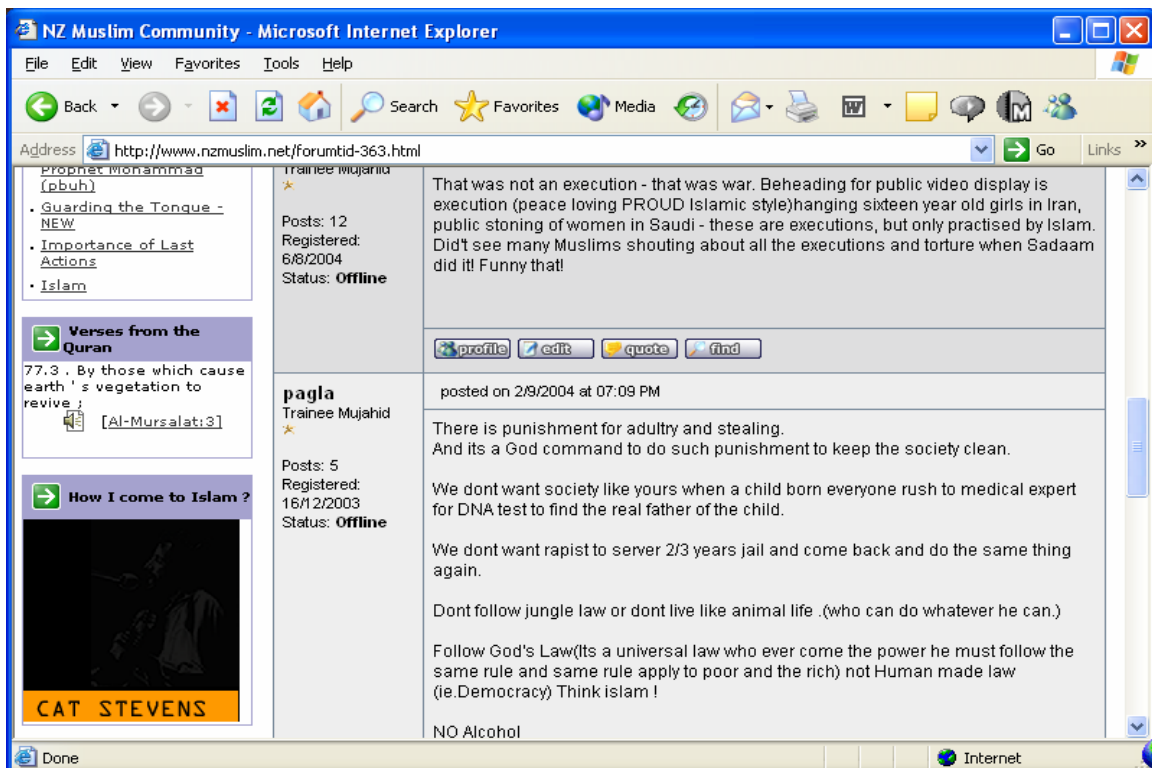 NZ Muslim Community - Microsoft Internet Explorer
File Edit View Favorites Tools Help
Back Search Favorites Media
Address http://www.nzmuslim.net/forumtid-363.html Go Links »
Prophet Mohammad
(pbuh)
Guarding the Tongue -
NEW
Importance of Last
Actions
Islam
Verses from the
Quran
77.3 . By those which cause
earth ' s vegetation to
revive ;
[Al-Mursalat:3]
How I come to Islam ?
CAT STEVENS
Trainee Mujahid
Posts: 12
Registered:
6/8/2004
Status: Offline
That was not an execution - that was war. Beheading for public video display is
execution (peace loving PROUD Islamic style)hanging sixteen year old girls in Iran,
public stoning of women in Saudi - these are executions, but only practised by Islam.
Did't see many Muslims shouting about all the executions and torture when Sadaam
did it! Funny that!
profile edit quote find
pagla
Trainee Mujahid
Posts: 5
Registered:
16/12/2003
Status: Offline
posted on 2/9/2004 at 07:09 PM
There is punishment for adultry and stealing.
And its a God command to do such punishment to keep the society clean.
We dont want society like yours when a child born everyone rush to medical expert
for DNA test to find the real father of the child.
We dont want rapist to server 2/3 years jail and come back and do the same thing
again.
Dont follow jungle law or dont live like animal life .(who can do whatever he can.)
Follow God's Law(Its a universal law who ever come the power he must follow the
same rule and same rule apply to poor and the rich) not Human made law
(ie.Democracy) Think islam !
NO Alcohol
Done Internet